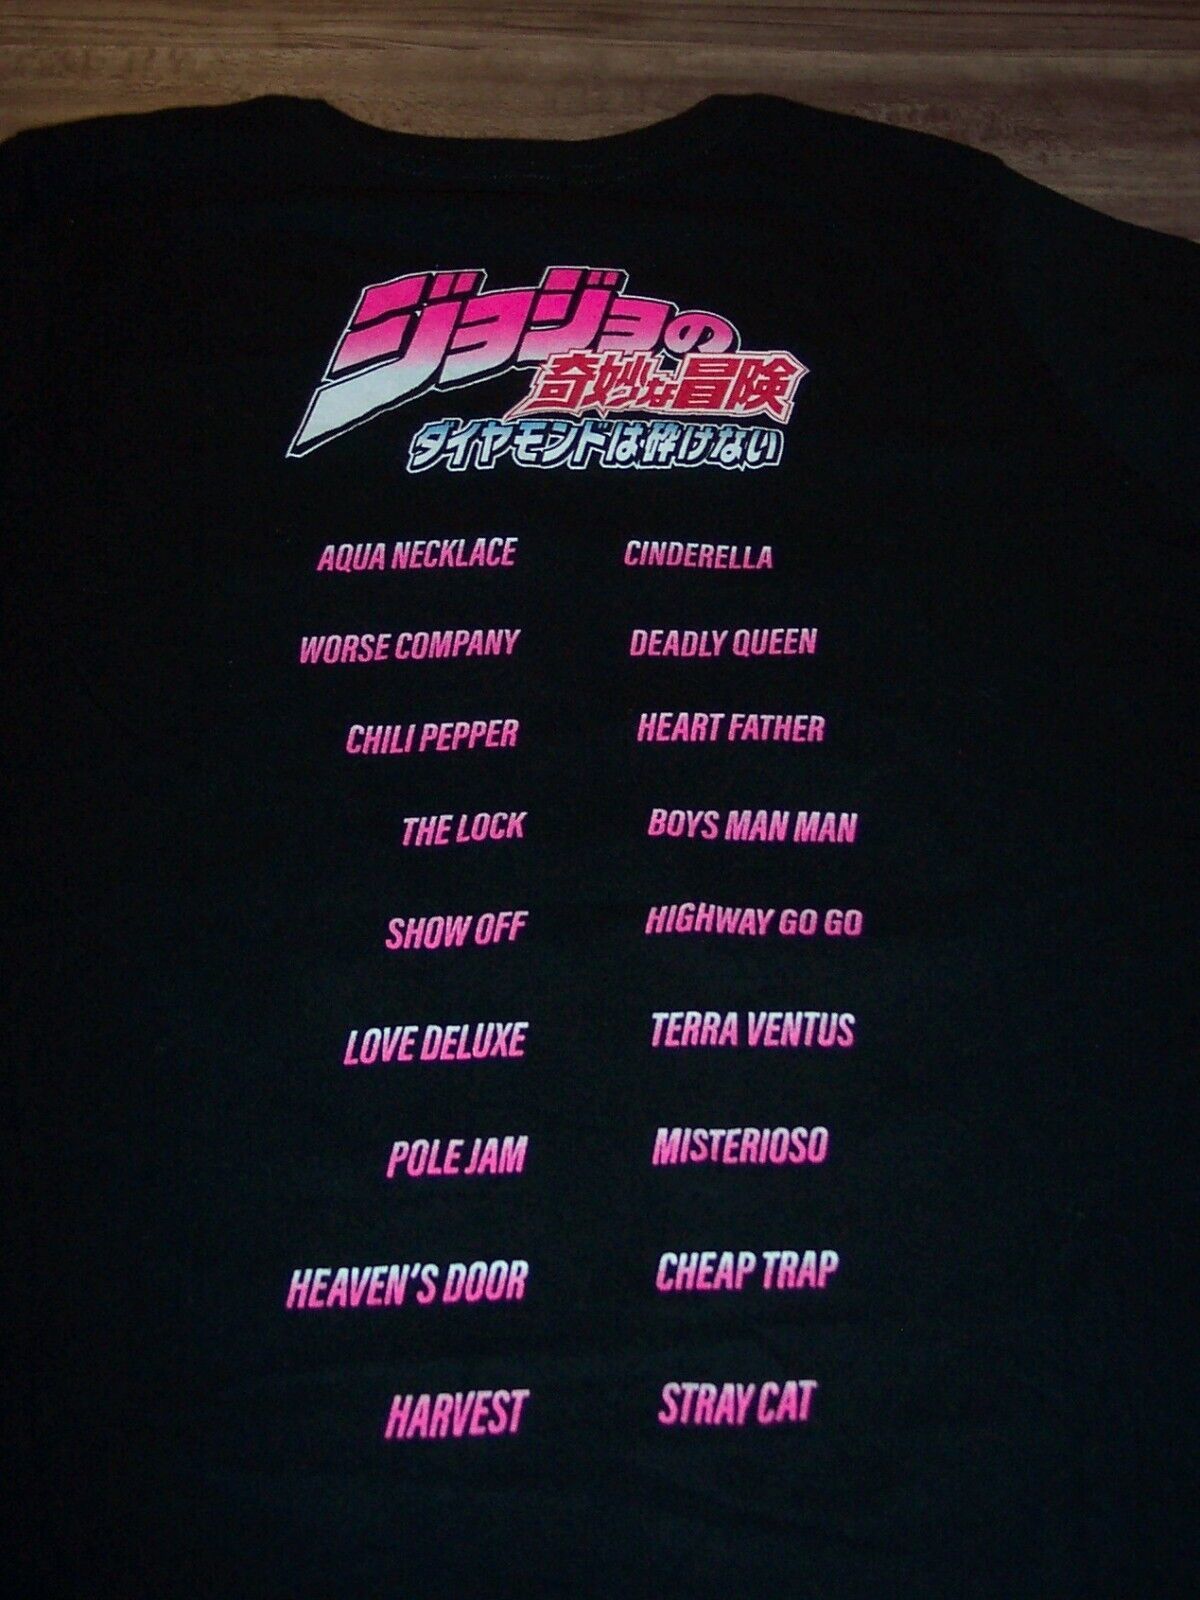 ジョジョの
奇妙な冒険
ダイヤモンドは砕けない
AQUA NECKLACE
CINDERELLA
WORSE COMPANY
DEADLY QUEEN
CHILI PEPPER
HEART FATHER
THE LOCK
BOYS MAN MAN
SHOW OFF
HIGHWAY GO GO
LOVE DELUXE
TERRA VENTUS
POLE JAM
MISTERIOSO
HEAVEN'S DOOR
CHEAP TRAP
HARVEST
STRAY CAT